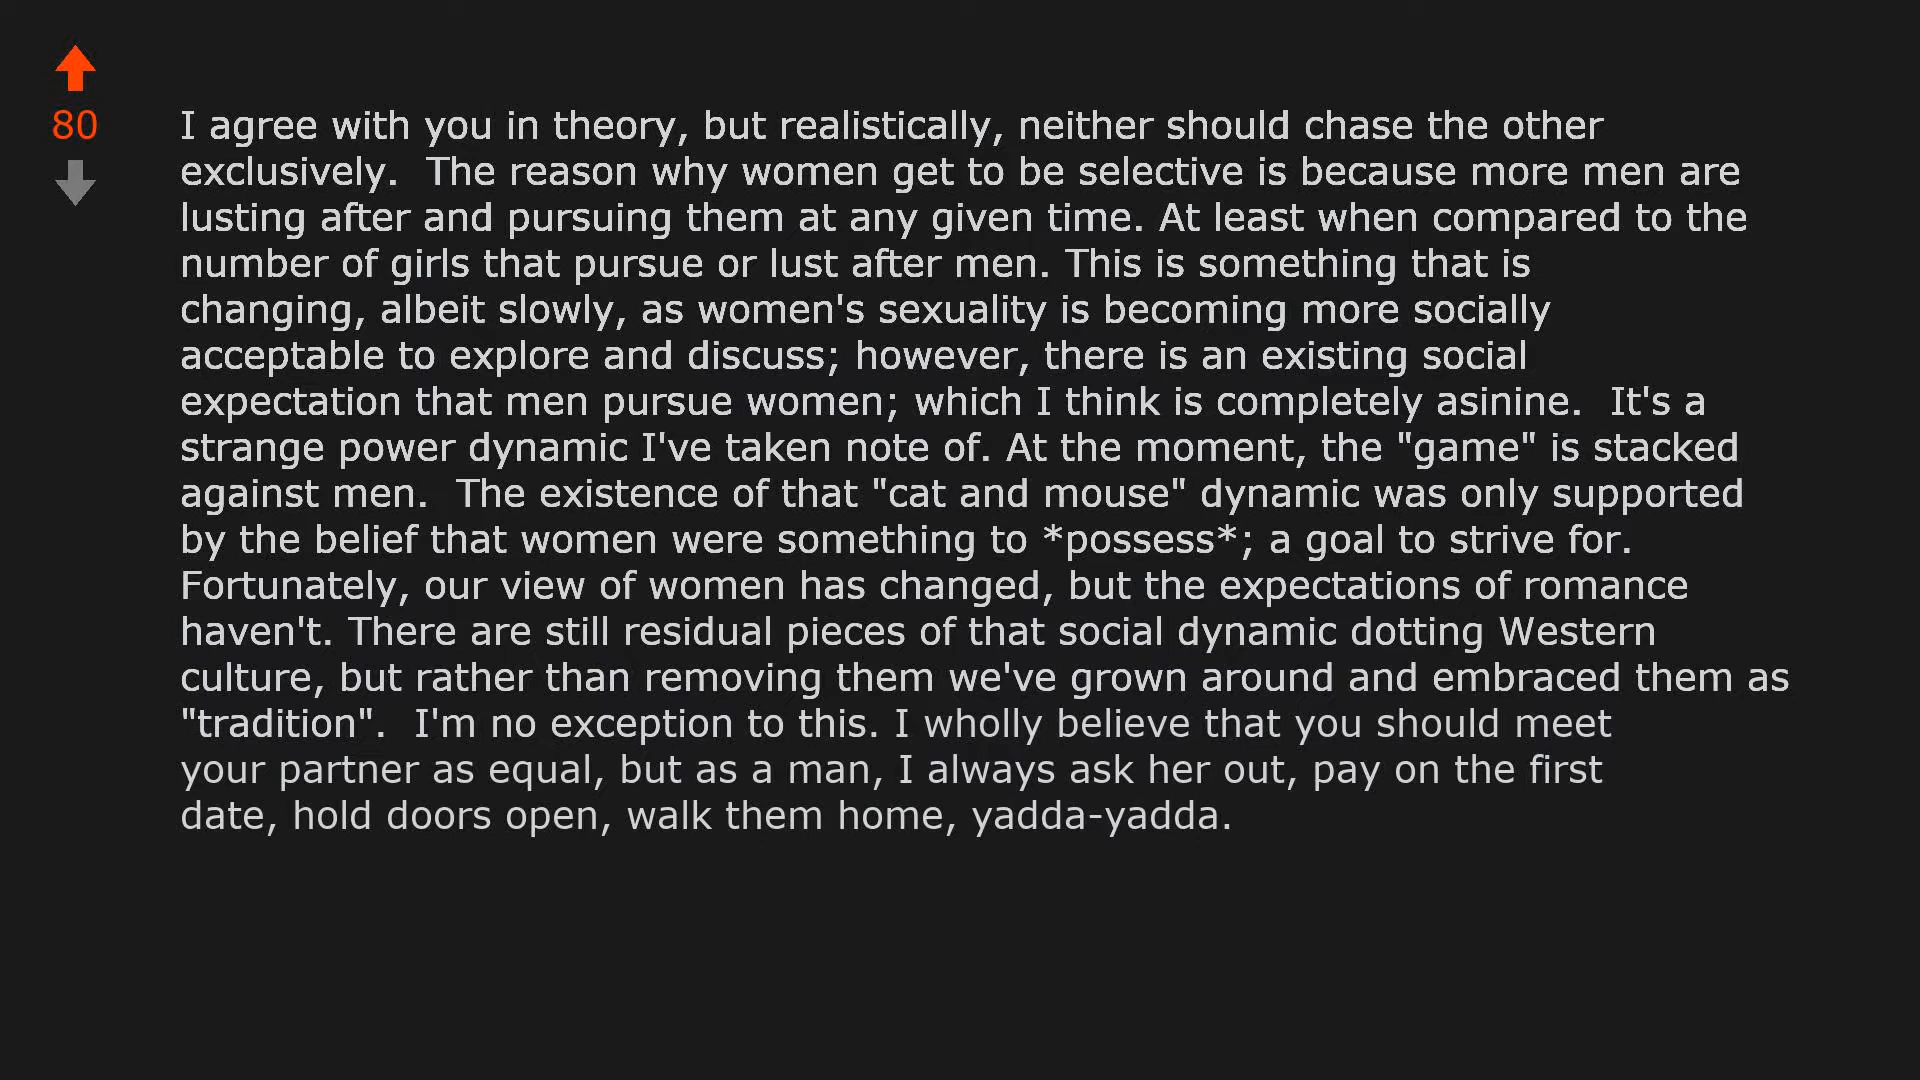 80
I agree with you in theory, but realistically, neither should chase the other
exclusively.  The reason why women get to be selective is because more men are
lusting after and pursuing them at any given time. At least when compared to the
number of girls that pursue or lust after men. This is something that is
changing, albeit slowly, as women's sexuality is becoming more socially
acceptable to explore and discuss; however, there is an existing social
expectation that men pursue women; which I think is completely asinine.  It's a
strange power dynamic I've taken note of. At the moment, the "game" is stacked
against men.  The existence of that "cat and mouse" dynamic was only supported
by the belief that women were something to *possess*; a goal to strive for.
Fortunately, our view of women has changed, but the expectations of romance
haven't. There are still residual pieces of that social dynamic dotting Western
culture, but rather than removing them we've grown around and embraced them as
"tradition".  I'm no exception to this. I wholly believe that you should meet
your partner as equal, but as a man, I always ask her out, pay on the first
date, hold doors open, walk them home, yadda-yadda.